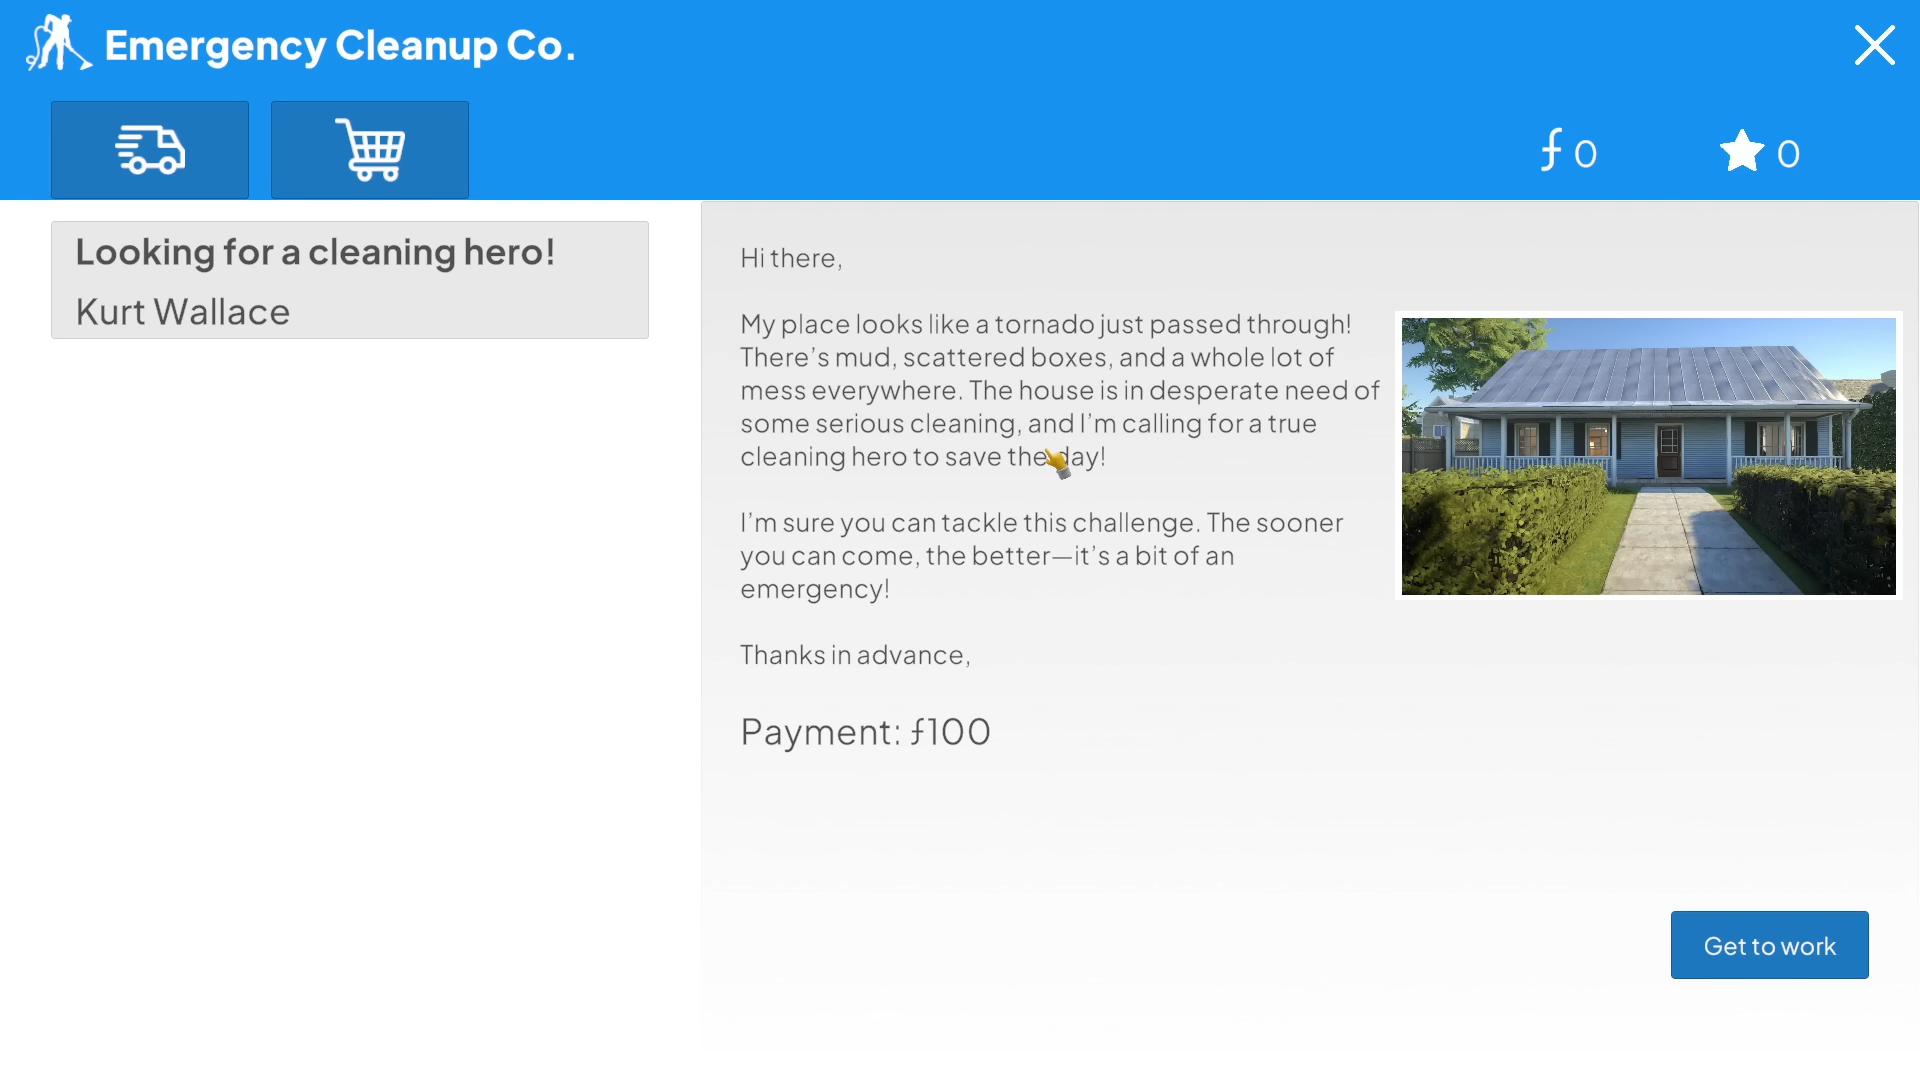 Emergency Cleanup Co.
ƒ 0
0
Looking for a cleaning hero!
Kurt Wallace
Hi there,
My place looks like a tornado just passed through!
There’s mud, scattered boxes, and a whole lot of
mess everywhere. The house is in desperate need of
some serious cleaning, and I’m calling for a true
cleaning hero to save the day!
I’m sure you can tackle this challenge. The sooner
you can come, the better—it’s a bit of an
emergency!
Thanks in advance,
Payment: ƒ100
Get to work